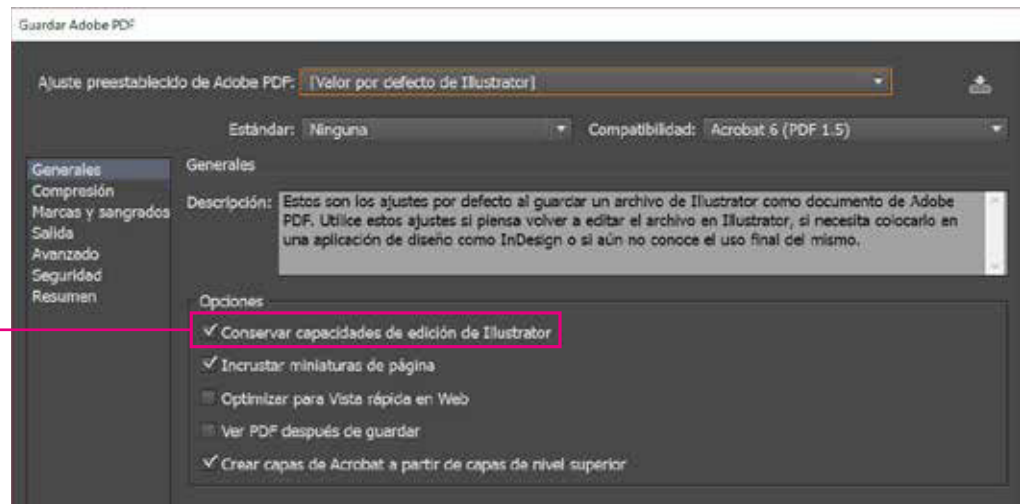 Guardar Adobe PDF
Ajuste preestablecido de Adobe PDF: [Valor por defecto de Illustrator]
Estándar: Ninguna Compatibilidad: Acrobat 6 (PDF 1.5)
Generales
Compresión
Marcas y sangrados
Salida
Avanzado
Seguridad
Resumen
Generales
Descripción: Estos son los ajustes por defecto al guardar un archivo de Illustrator como documento de Adobe
PDF. Utilice estos ajustes si piensa volver a editar el archivo en Illustrator, si necesita colocarlo en
una aplicación de diseño como InDesign o si aún no conoce el uso final del mismo.
Opciones
Conservar capacidades de edición de Illustrator
Incrustar miniaturas de página
Optimizar para Vista rápida en Web
Ver PDF después de guardar
Crear capas de Acrobat a partir de capas de nivel superior